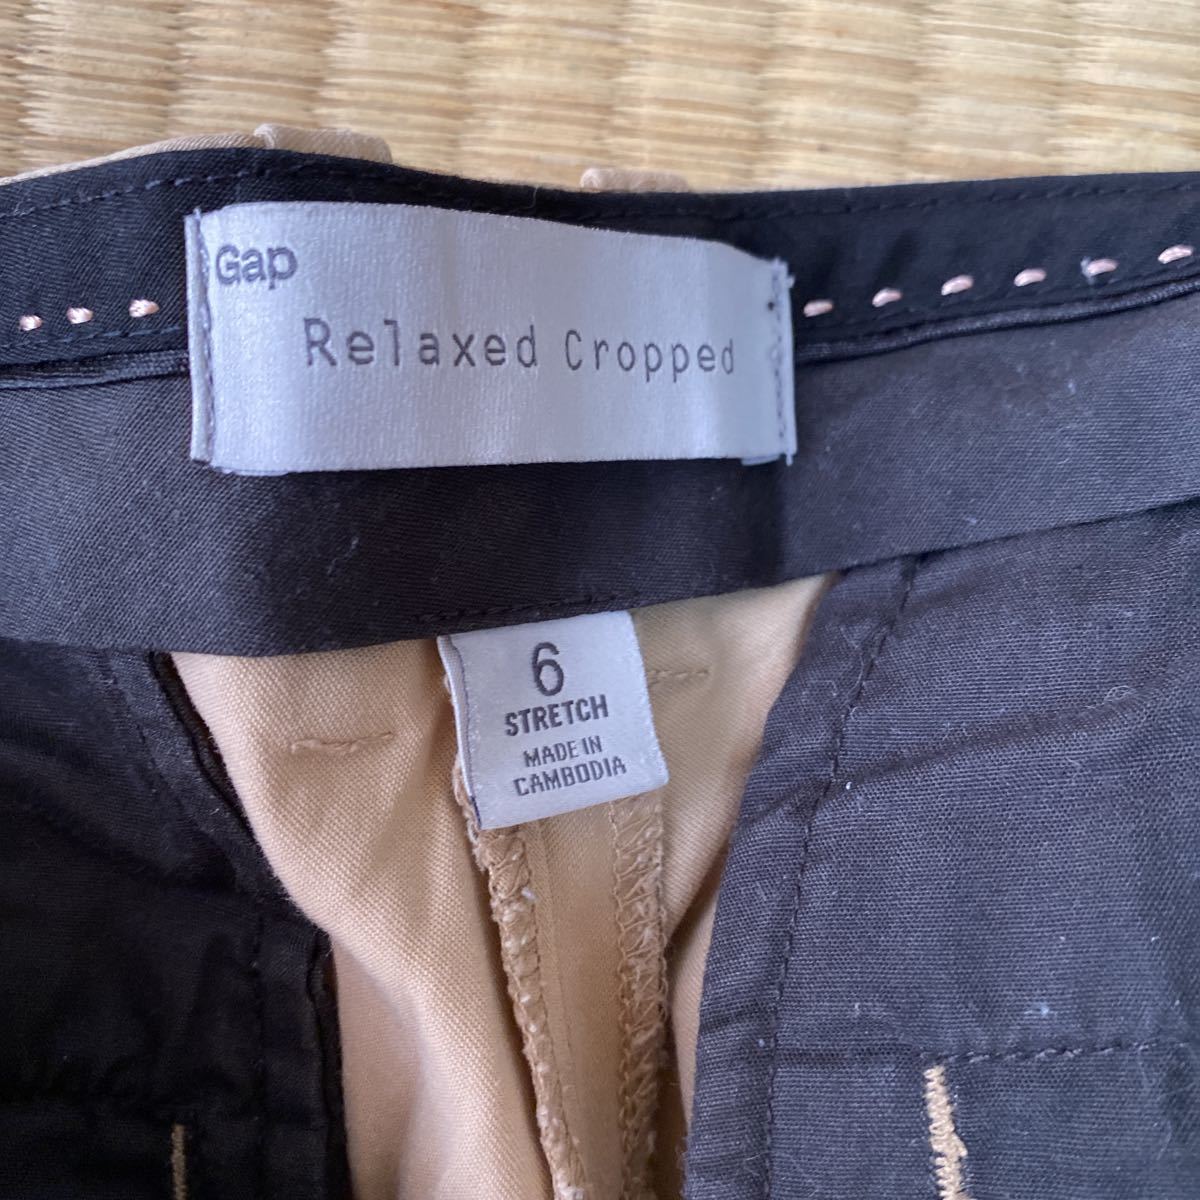 Gap
Relaxed Cropped
6
STRETCH
MADE IN
CAMBODIA